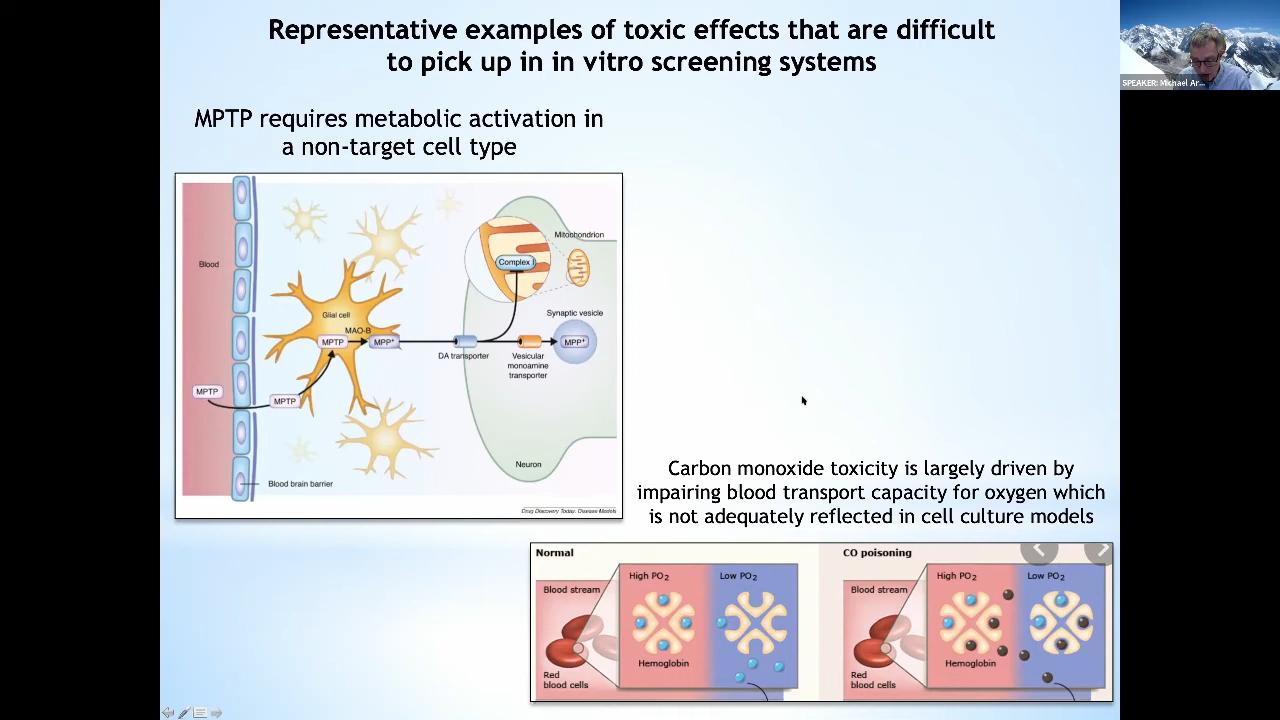 Representative examples of toxic effects that are difficult
to pick up in in vitro screening systems
SPEAKER: Michael Ar...
MPTP requires metabolic activation in
a non-target cell type
Blood
Glial cell
MAO-B
MPTP
MPP+
MPTP
MPTP
Blood brain barrier
Mitochondrion
Complex I
Synaptic vesicle
MPP+
DA transporter
Vesicular
monoamine
transporter
Neuron
Drug Discovery Today: Disease Models
Carbon monoxide toxicity is largely driven by
impairing blood transport capacity for oxygen which
is not adequately reflected in cell culture models
Normal
Blood stream
Red
blood cells
High PO2
Low PO2
Hemoglobin
CO poisoning
Blood stream
Red
blood cells
High PO2
Low PO2
Hemoglobin